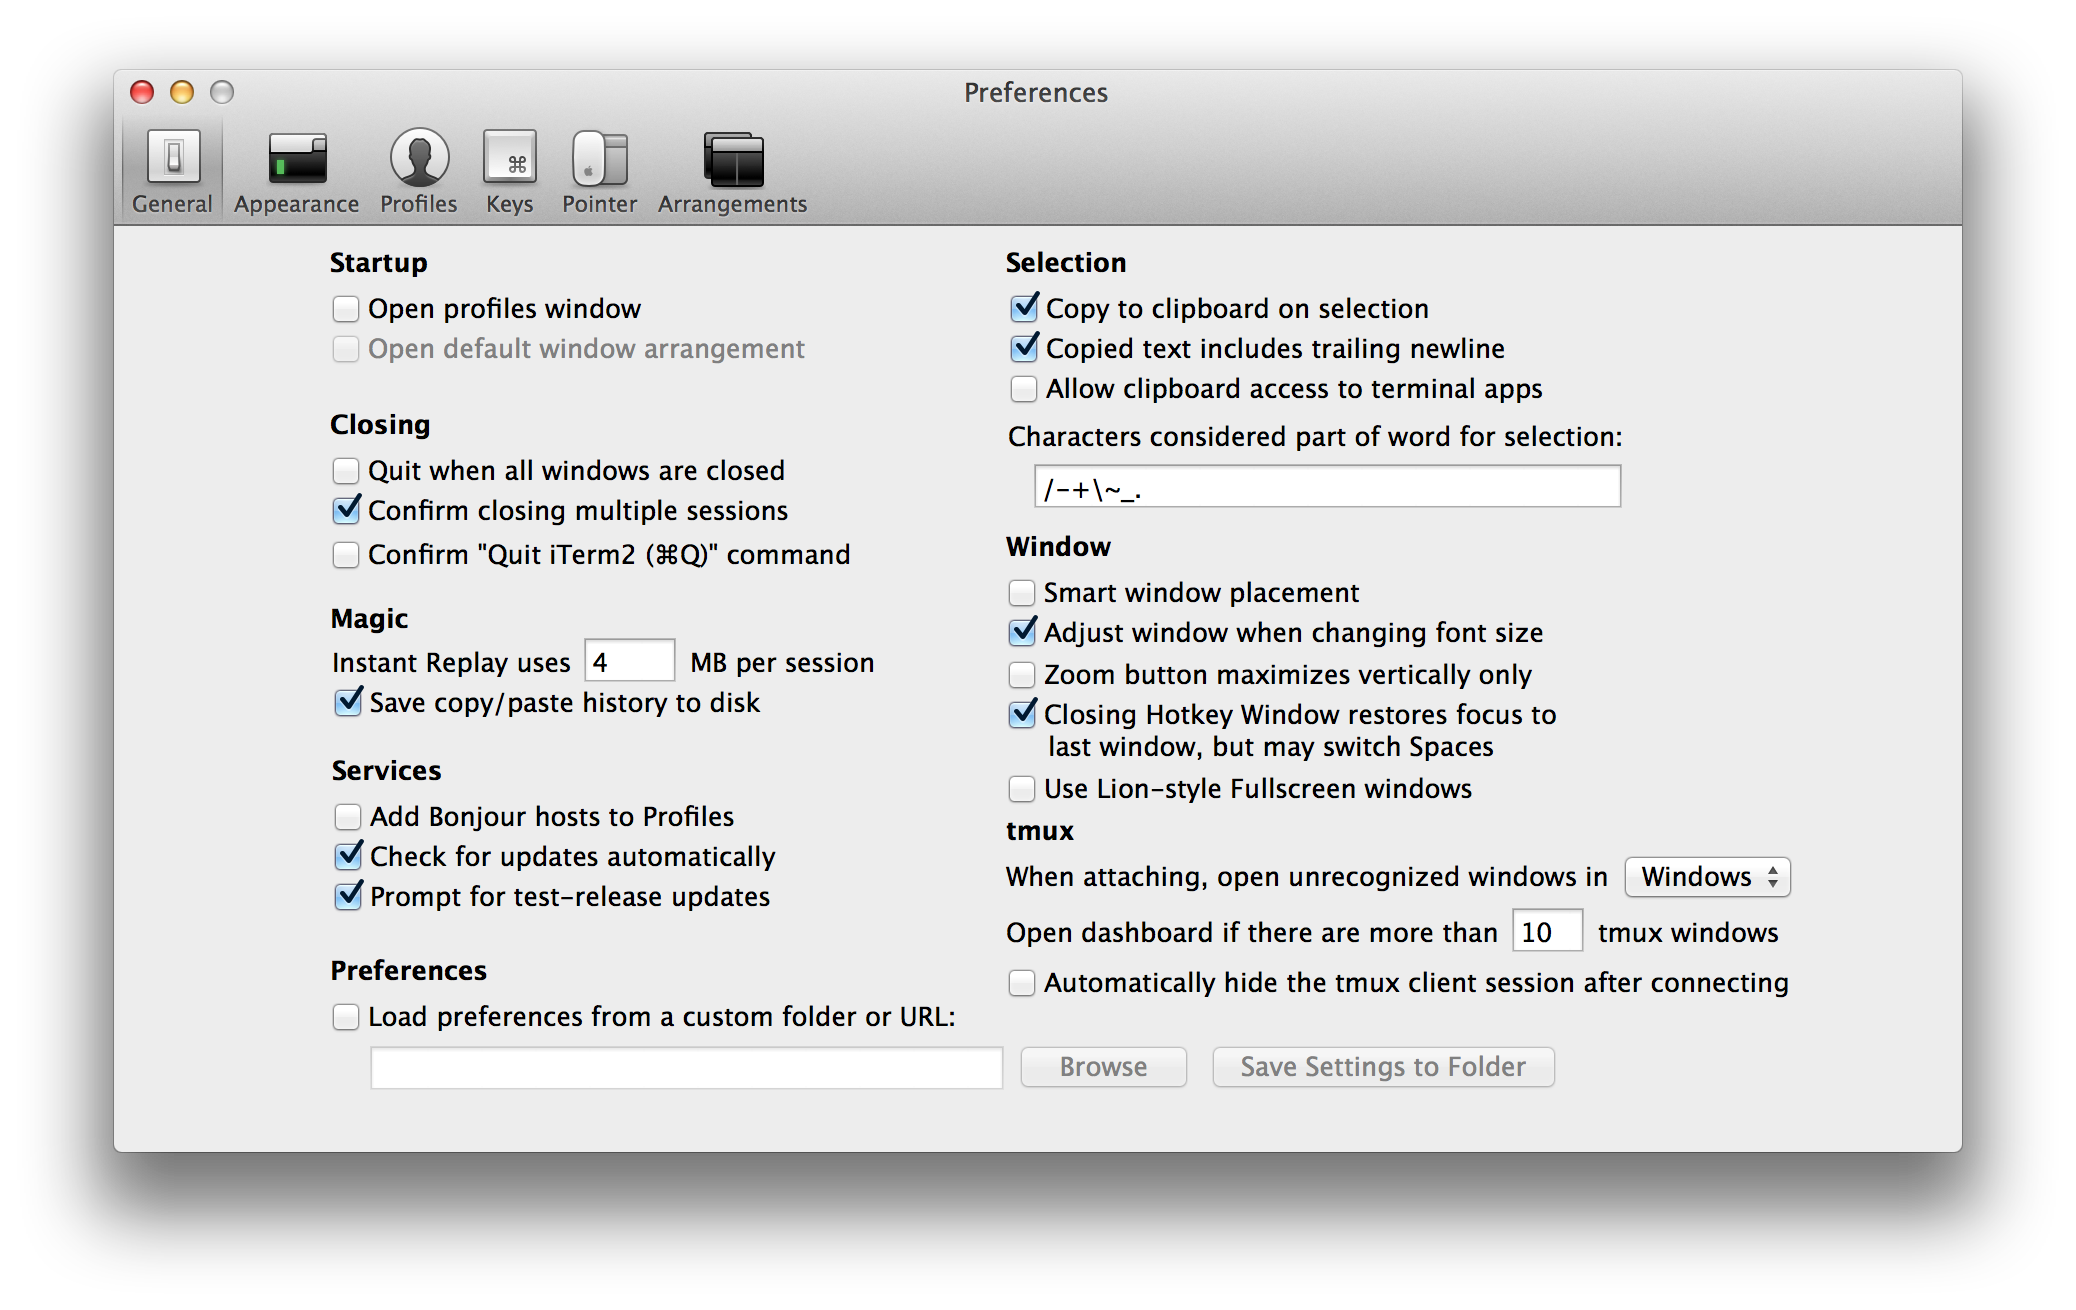 Preferences
General
Appearance
Profiles
Keys
Pointer
Arrangements
Startup
Open profiles window
Open default window arrangement
Closing
Quit when all windows are closed
Confirm closing multiple sessions
Confirm "Quit iTerm2 (⌘Q)" command
Magic
Instant Replay uses 4 MB per session
Save copy/paste history to disk
Services
Add Bonjour hosts to Profiles
Check for updates automatically
Prompt for test-release updates
Preferences
Load preferences from a custom folder or URL:
Browse
Save Settings to Folder
Selection
Copy to clipboard on selection
Copied text includes trailing newline
Allow clipboard access to terminal apps
Characters considered part of word for selection:
/-+\~_.
Window
Smart window placement
Adjust window when changing font size
Zoom button maximizes vertically only
Closing Hotkey Window restores focus to
last window, but may switch Spaces
Use Lion-style Fullscreen windows
tmux
When attaching, open unrecognized windows in Windows
Open dashboard if there are more than 10 tmux windows
Automatically hide the tmux client session after connecting